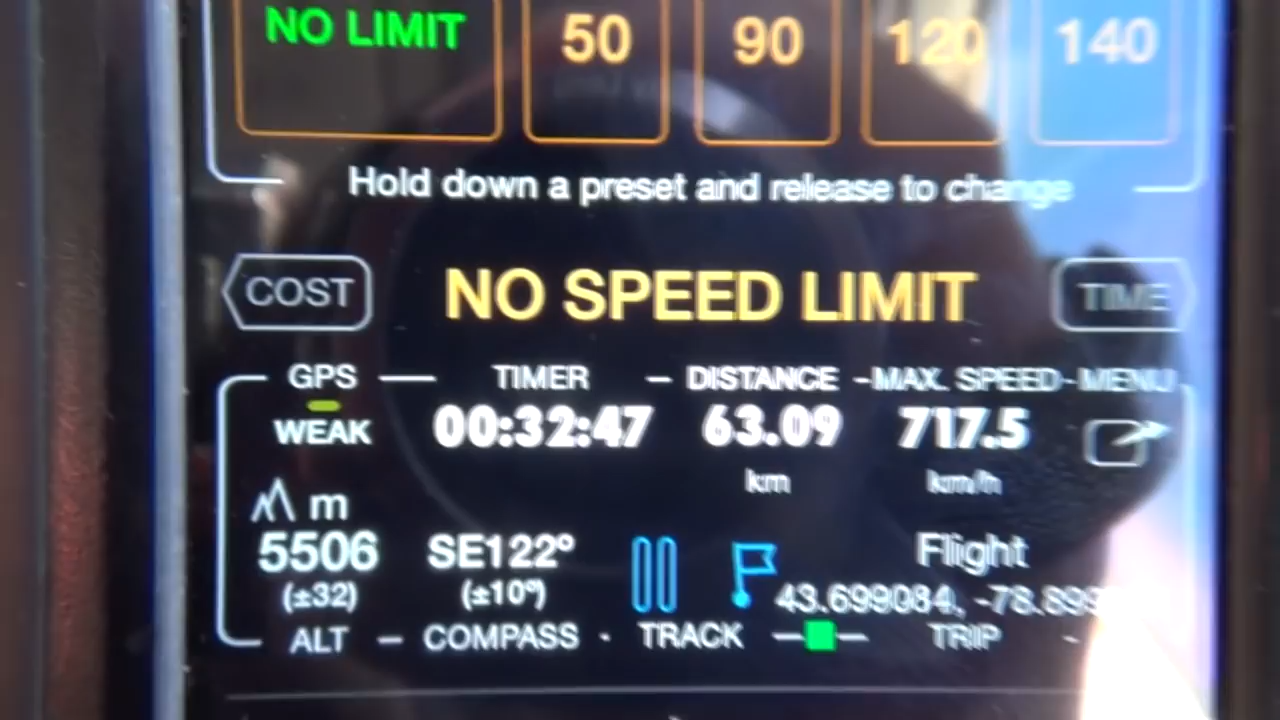 NO LIMIT 50 90 120 140
Hold down a preset and release to change
COST NO SPEED LIMIT TIME
GPS TIMER DISTANCE MAX. SPEED MENU
WEAK 00:32:47 63.09 717.5
km km/h
m
5506 SE122° Flight
(±32) (±10°) 43.699084, -78.899
ALT COMPASS TRACK TRIP